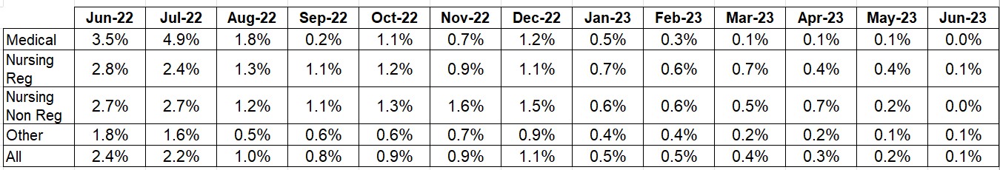 Jun-22 Jul-22 Aug-22 Sep-22 Oct-22 Nov-22 Dec-22 Jan-23 Feb-23 Mar-23 Apr-23 May-23 Jun-23
Medical 3.5% 4.9% 1.8% 0.2% 1.1% 0.7% 1.2% 0.5% 0.3% 0.1% 0.1% 0.1% 0.0%
Nursing
Reg 2.8% 2.4% 1.3% 1.1% 1.2% 0.9% 1.1% 0.7% 0.6% 0.7% 0.4% 0.4% 0.1%
Nursing
Non Reg 2.7% 2.7% 1.2% 1.1% 1.3% 1.6% 1.5% 0.6% 0.6% 0.5% 0.7% 0.2% 0.0%
Other 1.8% 1.6% 0.5% 0.6% 0.6% 0.7% 0.9% 0.4% 0.4% 0.2% 0.2% 0.1% 0.1%
All 2.4% 2.2% 1.0% 0.8% 0.9% 0.9% 1.1% 0.5% 0.5% 0.4% 0.3% 0.2% 0.1%